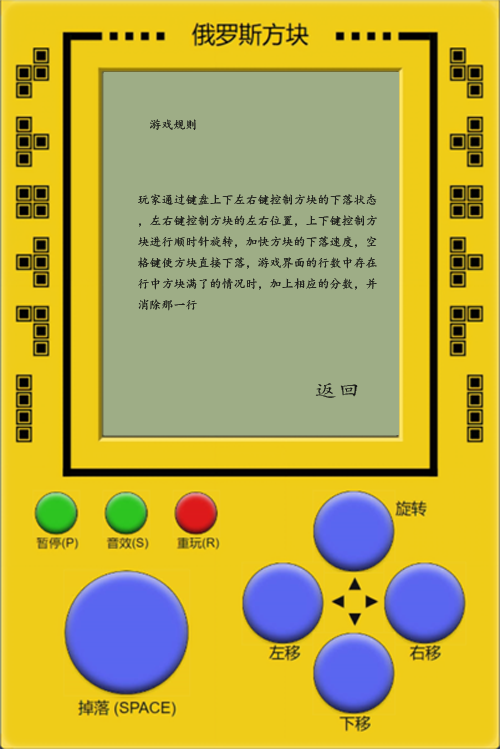 俄罗斯方块
游戏规则
玩家通过键盘上下左右键控制方块的下落状态
，左右键控制方块的左右位置，上下键控制方
块进行顺时针旋转，加快方块的下落速度，空
格键使方块直接下落，游戏界面的行数中存在
行中方块满了的情况时，加上相应的分数，并
消除那一行
返回
暂停(P) 音效(S) 重玩(R)
旋转
左移 右移
掉落 (SPACE)
下移